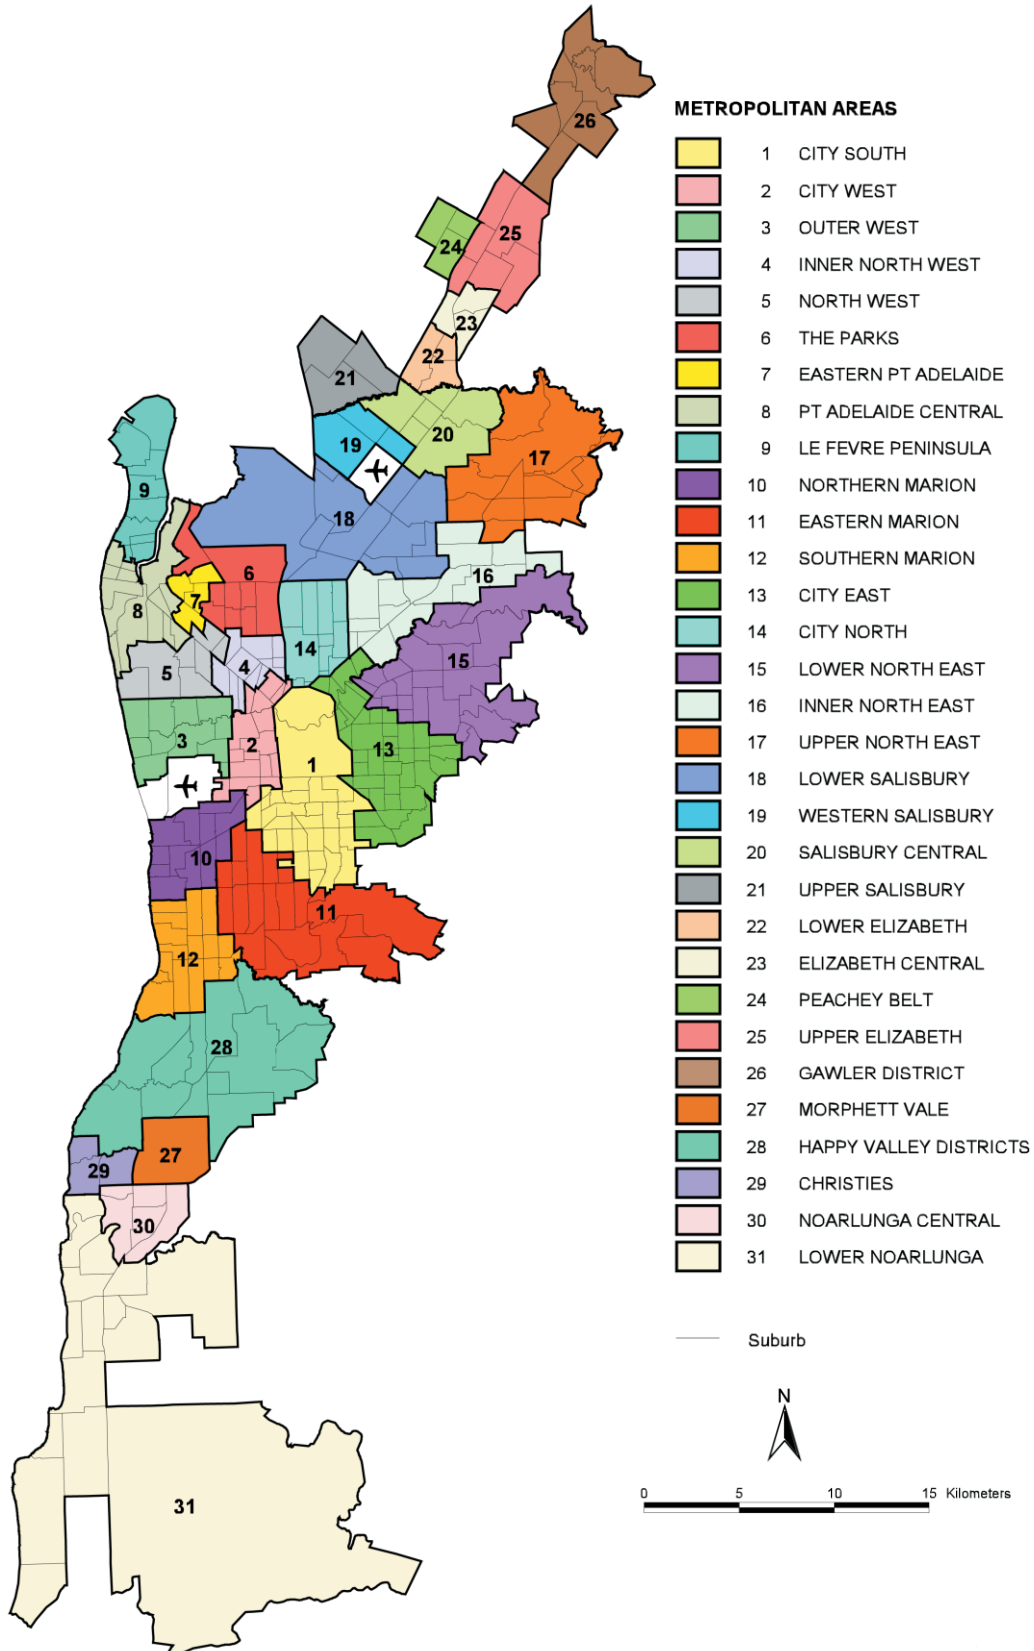 METROPOLITAN AREAS
1 CITY SOUTH
2 CITY WEST
3 OUTER WEST
4 INNER NORTH WEST
5 NORTH WEST
6 THE PARKS
7 EASTERN PT ADELAIDE
8 PT ADELAIDE CENTRAL
9 LE FEVRE PENINSULA
10 NORTHERN MARION
11 EASTERN MARION
12 SOUTHERN MARION
13 CITY EAST
14 CITY NORTH
15 LOWER NORTH EAST
16 INNER NORTH EAST
17 UPPER NORTH EAST
18 LOWER SALISBURY
19 WESTERN SALISBURY
20 SALISBURY CENTRAL
21 UPPER SALISBURY
22 LOWER ELIZABETH
23 ELIZABETH CENTRAL
24 PEACHEY BELT
25 UPPER ELIZABETH
26 GAWLER DISTRICT
27 MORPHETT VALE
28 HAPPY VALLEY DISTRICTS
29 CHRISTIES
30 NOARLUNGA CENTRAL
31 LOWER NOARLUNGA
Suburb
N
0 5 10 15 Kilometers
26
25
24
23
22
21
20
19
17
9
18
16
6
7
8
14
15
4
5
3
2
13
1
10
11
12
28
27
29
30
31